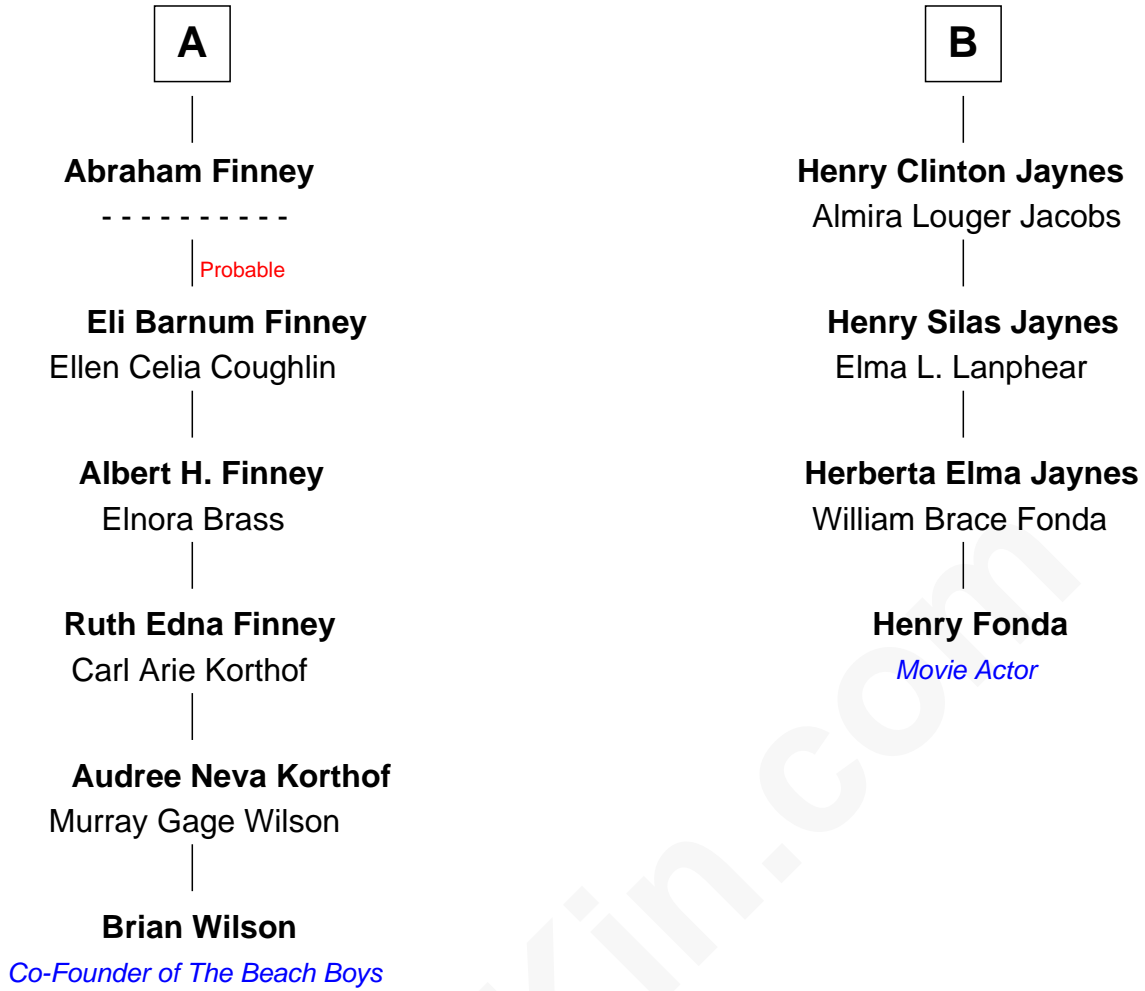 A
Abraham Finney
- - - - - - - - - -
Probable
Eli Barnum Finney
Ellen Celia Coughlin
Albert H. Finney
Elnora Brass
Ruth Edna Finney
Carl Arie Korthof
Audree Neva Korthof
Murray Gage Wilson
Brian Wilson
Co-Founder of The Beach Boys
B
Henry Clinton Jaynes
Almira Louger Jacobs
Henry Silas Jaynes
Elma L. Lanphear
Herberta Elma Jaynes
William Brace Fonda
Henry Fonda
Movie Actor
Kin.com